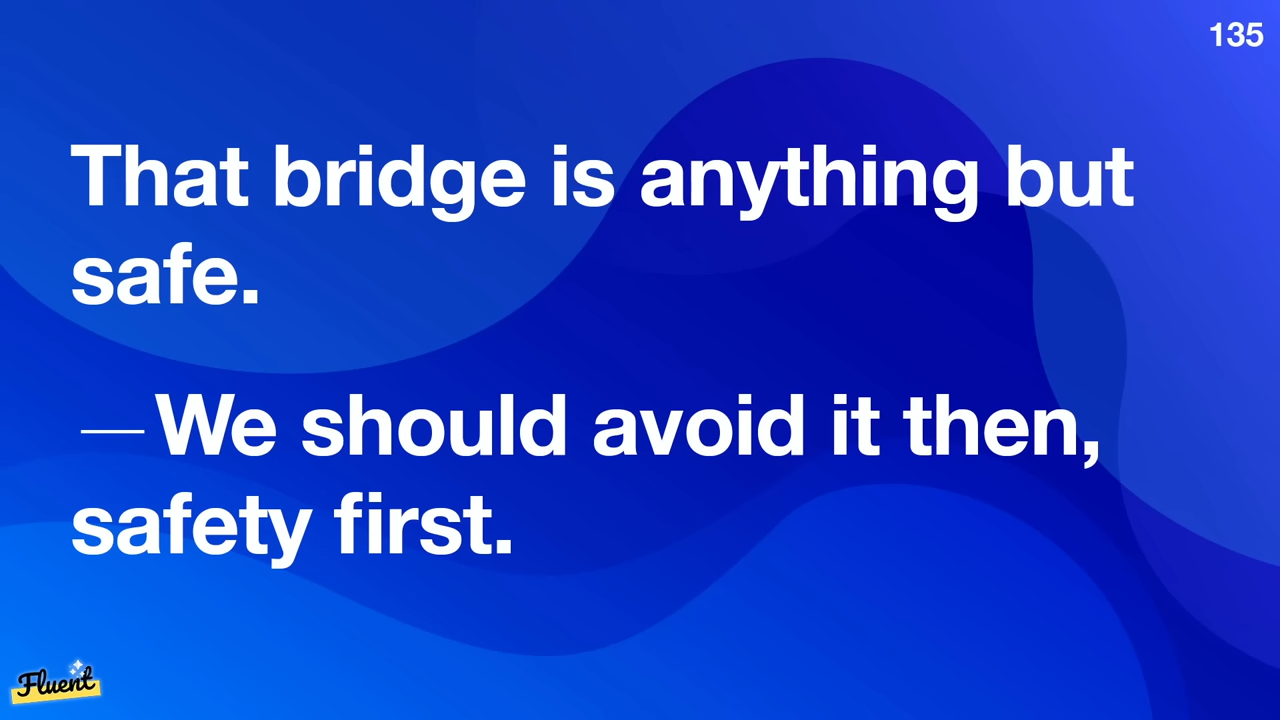 135
That bridge is anything but
safe.
—We should avoid it then,
safety first.
Fluent